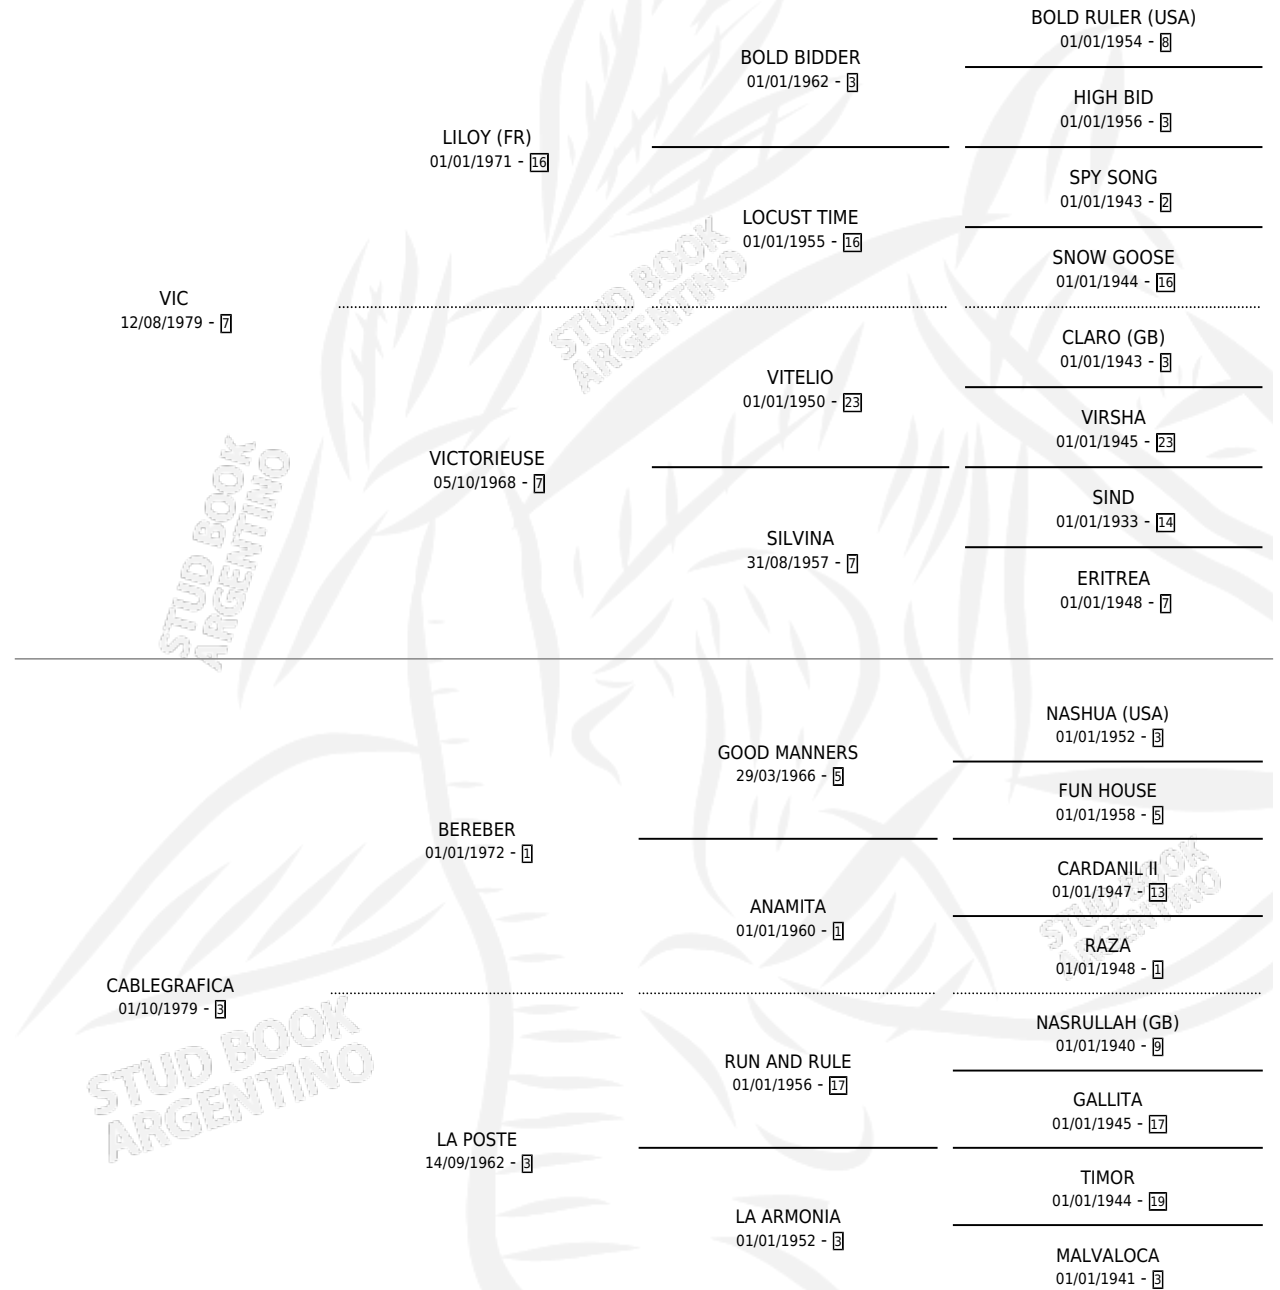 BOLD RULER (USA)
01/01/1954 - 8
BOLD BIDDER
01/01/1962 - 3
HIGH BID
01/01/1956 - 3
LILOY (FR)
01/01/1971 - 16
SPY SONG
01/01/1943 - 2
LOCUST TIME
01/01/1955 - 16
SNOW GOOSE
01/01/1944 - 16
VIC
12/08/1979 - 7
STUD BOOK
ARGENTINO
CLARO (GB)
01/01/1943 - 3
VITELIO
01/01/1950 - 23
VIRSHA
01/01/1945 - 23
VICTORIEUSE
05/10/1968 - 7
SIND
01/01/1933 - 14
SILVINA
31/08/1957 - 7
ERITREA
01/01/1948 - 7
STUD BOOK
ARGENTINO
NASHUA (USA)
01/01/1952 - 3
GOOD MANNERS
29/03/1966 - 5
FUN HOUSE
01/01/1958 - 5
BEREBER
01/01/1972 - 1
CARDANIL II
01/01/1947 - 13
ANAMITA
01/01/1960 - 1
RAZA
01/01/1948 - 1
STUD BOOK
ARGENTINO
CABLEGRAFICA
01/10/1979 - 3
NASRULLAH (GB)
01/01/1940 - 9
RUN AND RULE
01/01/1956 - 17
GALLITA
01/01/1945 - 17
STUD BOOK
ARGENTINO
LA POSTE
14/09/1962 - 3
TIMOR
01/01/1944 - 19
LA ARMONIA
01/01/1952 - 3
MALVALOCA
01/01/1941 - 3